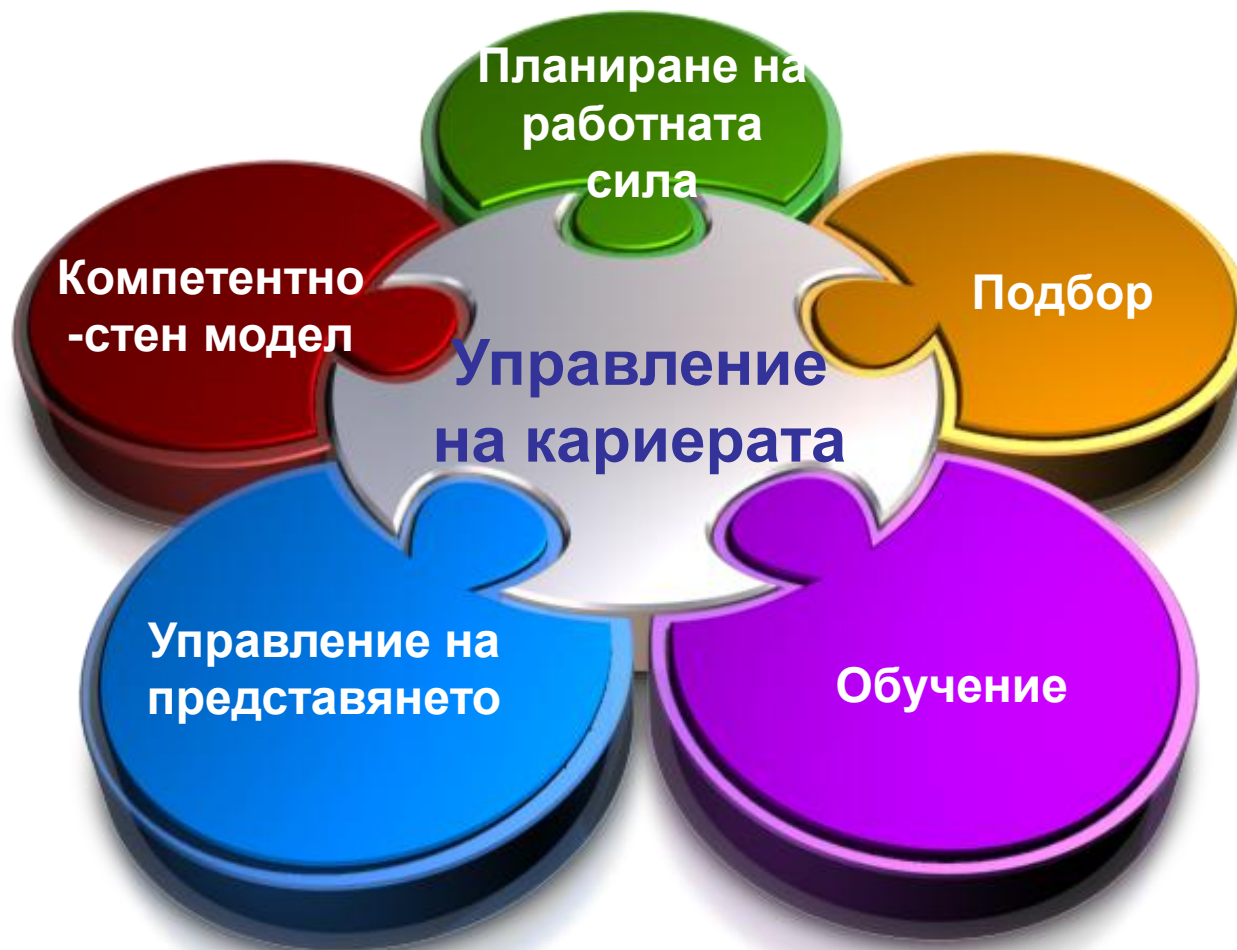 Планиране на
работната
сила
Компетентно
-стен модел
Подбор
Управление
на кариерата
Управление на
представянето
Обучение